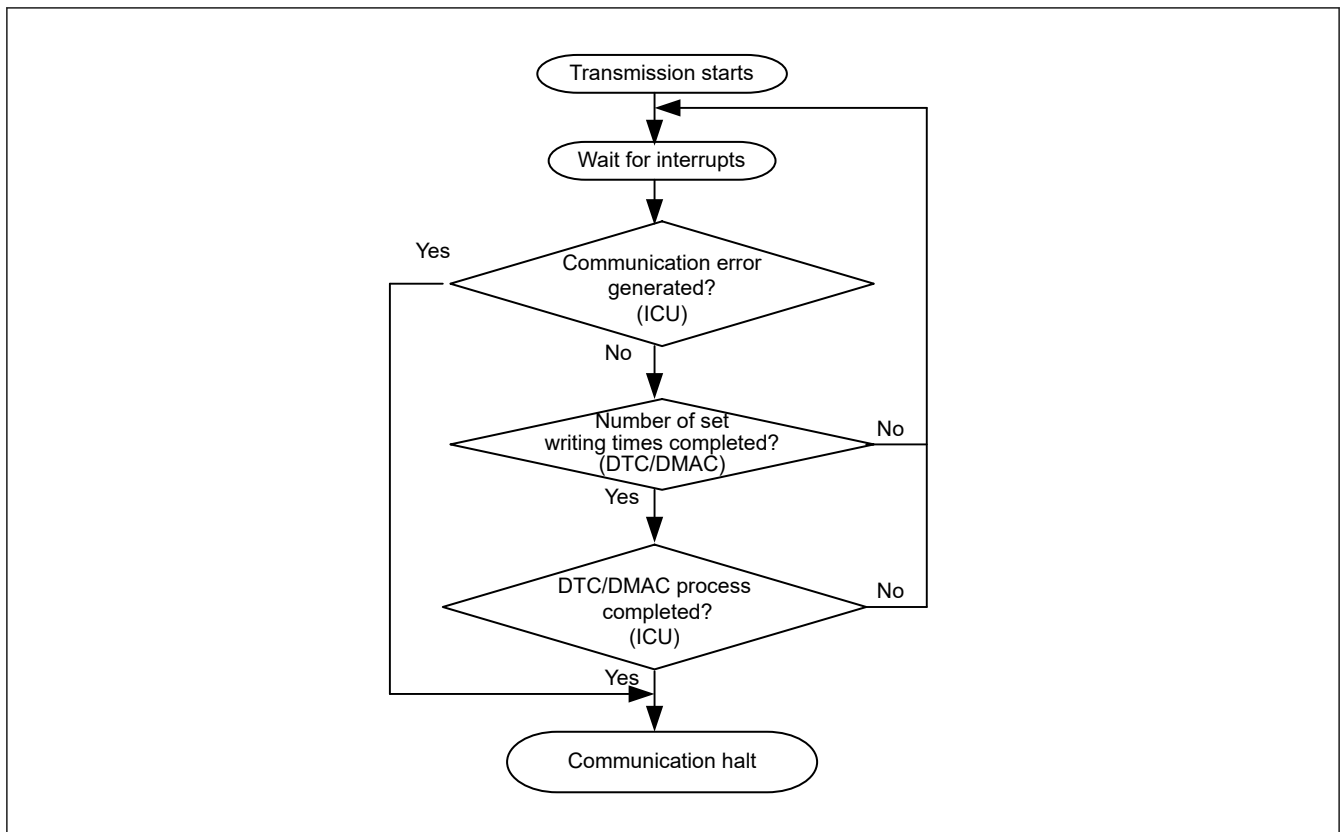 Transmission starts
Wait for interrupts
Yes
Communication error
generated?
(ICU)
No
Number of set
writing times completed?
(DTC/DMAC)
No
Yes
DTC/DMAC process
completed?
(ICU)
No
Yes
Communication halt